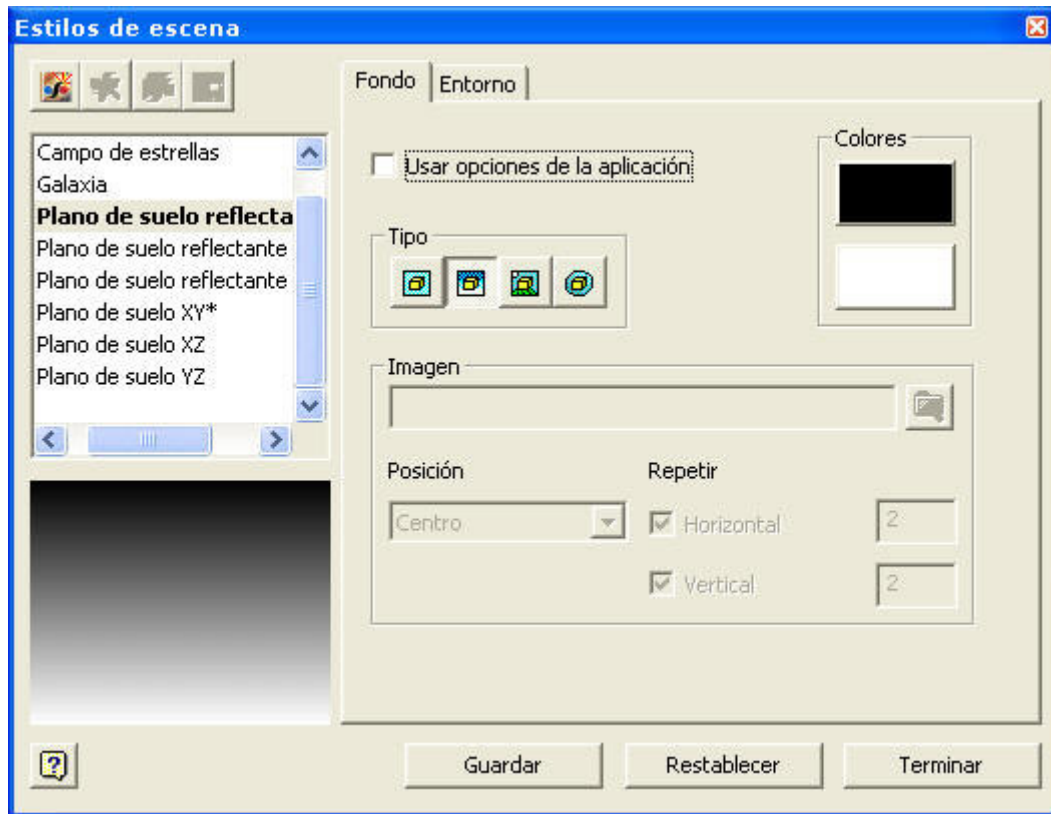 Estilos de escena
Fondo
Entorno
Campo de estrellas
Galaxia
Plano de suelo reflecta
Plano de suelo reflectante
Plano de suelo reflectante
Plano de suelo XY*
Plano de suelo XZ
Plano de suelo YZ
Usar opciones de la aplicación
Colores
Tipo
Imagen
Posición
Repetir
Centro
Horizontal
2
Vertical
2
?
Guardar
Restablecer
Terminar